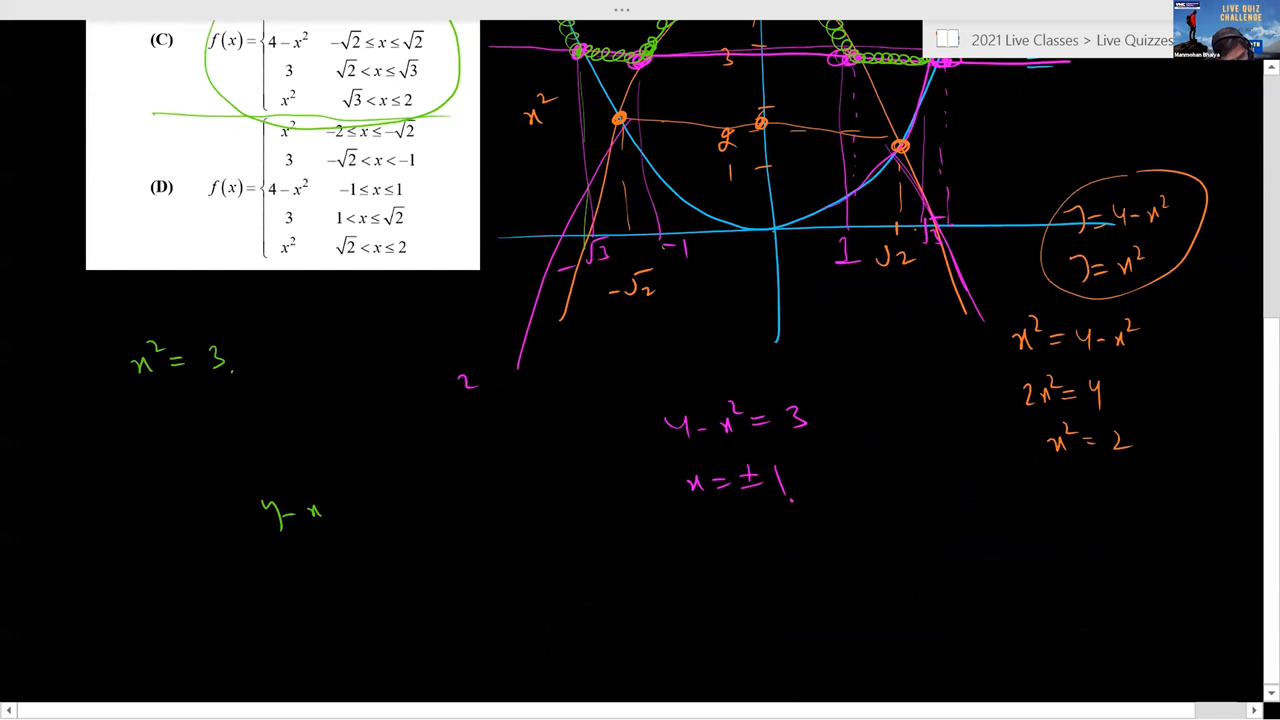 (C) f(x) = { 4 – x² –√2 ≤ x ≤ √2
3 √2 < x ≤ √3
x² √3 < x ≤ 2
x² –2 ≤ x ≤ –√2
3 –√2 < x < –1
(D) f(x) = { 4 – x² –1 ≤ x ≤ 1
3 1 < x ≤ √2
x² √2 < x ≤ 2
2021 Live Classes > Live Quizzes
LIVE QUIZ
CHALLENGE
Manmohan Bhaiya
3
x²
2
1
–√3 –1 1 √2 √3
–√2
y = 4 – x²
y = x²
x² = 4 – x²
2x² = 4
x² = 2
x² = 3.
2
4 – x² = 3
x = ± 1.
4 – x